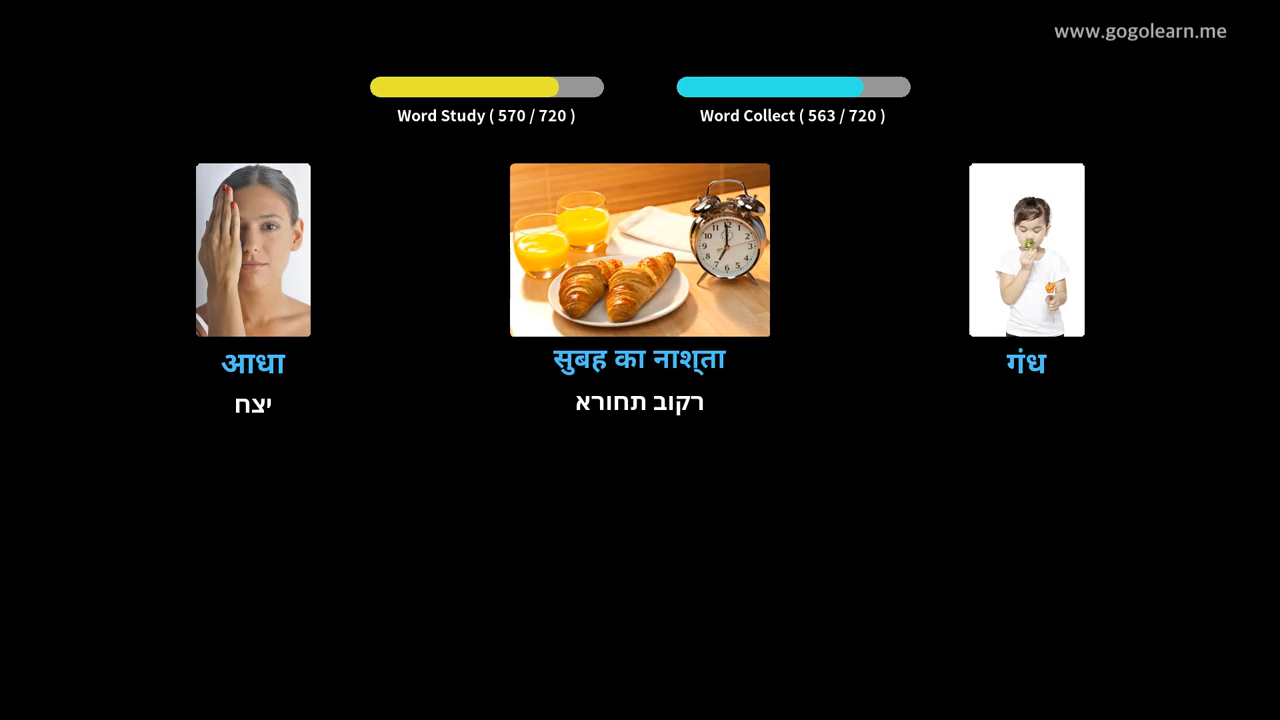 www.gogolearn.me
Word Study ( 570 / 720 )
Word Collect ( 563 / 720 )
आधा
सुबह का नाश्ता
गंध
יצח
רקוב תחורא